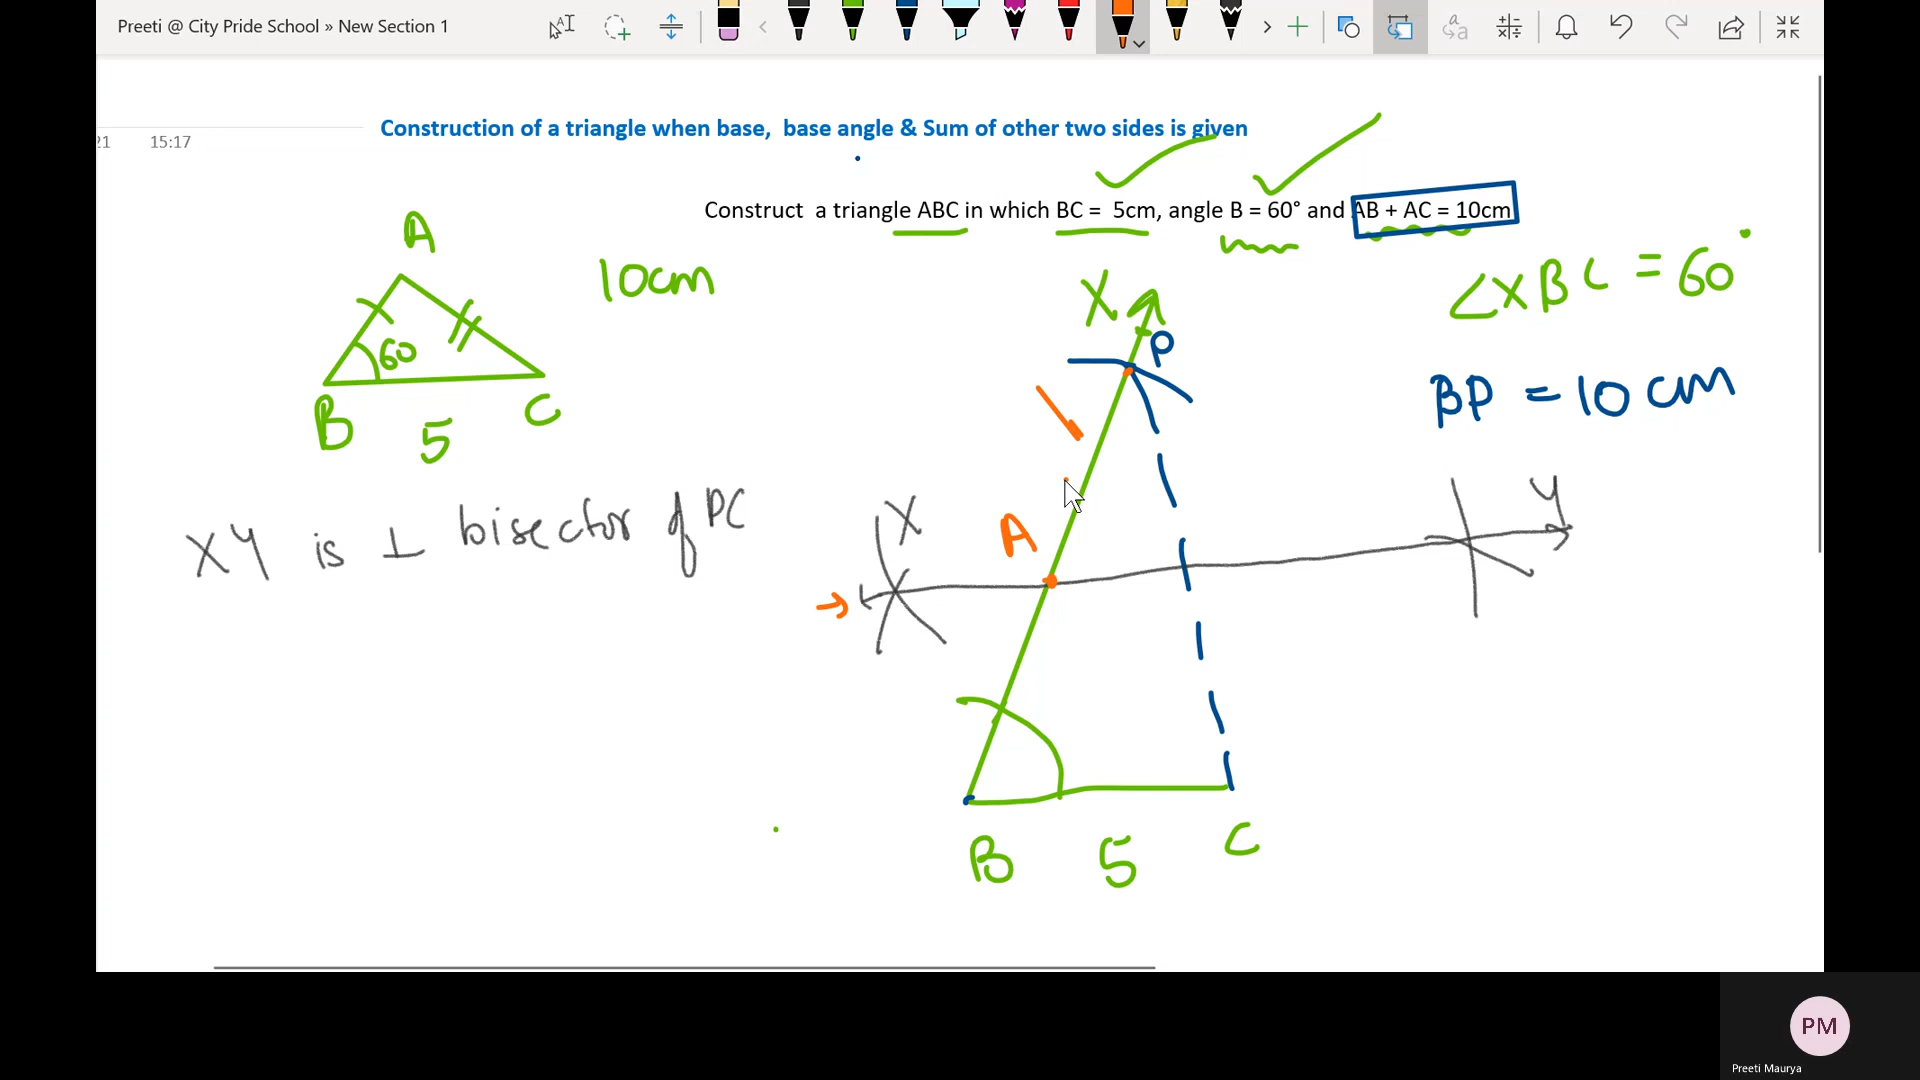 Preeti @ City Pride School » New Section 1
21 15:17
Construction of a triangle when base, base angle & Sum of other two sides is given
Construct a triangle ABC in which BC = 5cm, angle B = 60° and AB + AC = 10cm
A
10cm
60
B 5 C
∠XBC = 60°
BP = 10 cm
X
P
XY is ⊥ bisector of PC
X A Y
B 5 C
PM
Preeti Maurya